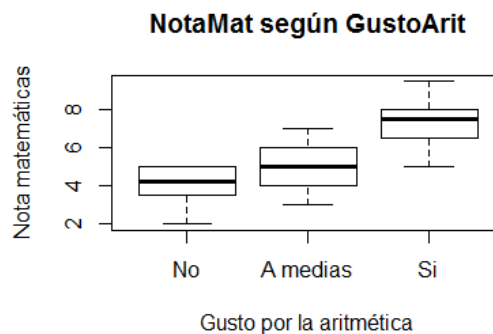 NotaMat según GustoArit
Nota matemáticas
8
6
4
2
No A medias Si
Gusto por la aritmética